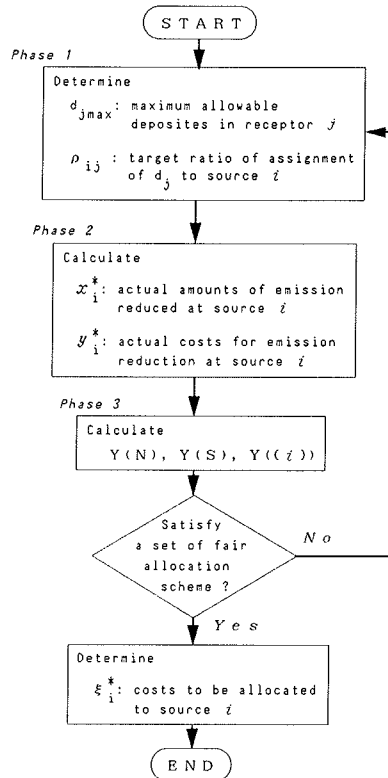 START
Phase 1
Determine
d_jmax: maximum allowable
deposites in receptor j
ρ_ij : target ratio of assignment
of d_j to source i
Phase 2
Calculate
x*_i: actual amounts of emission
reduced at source i
y*_i: actual costs for emission
reduction at source i
Phase 3
Calculate
Y(N), Y(S), Y((i))
Satisfy
a set of fair
allocation
scheme ?
No
Yes
Determine
ξ*_i: costs to be allocated
to source i
END